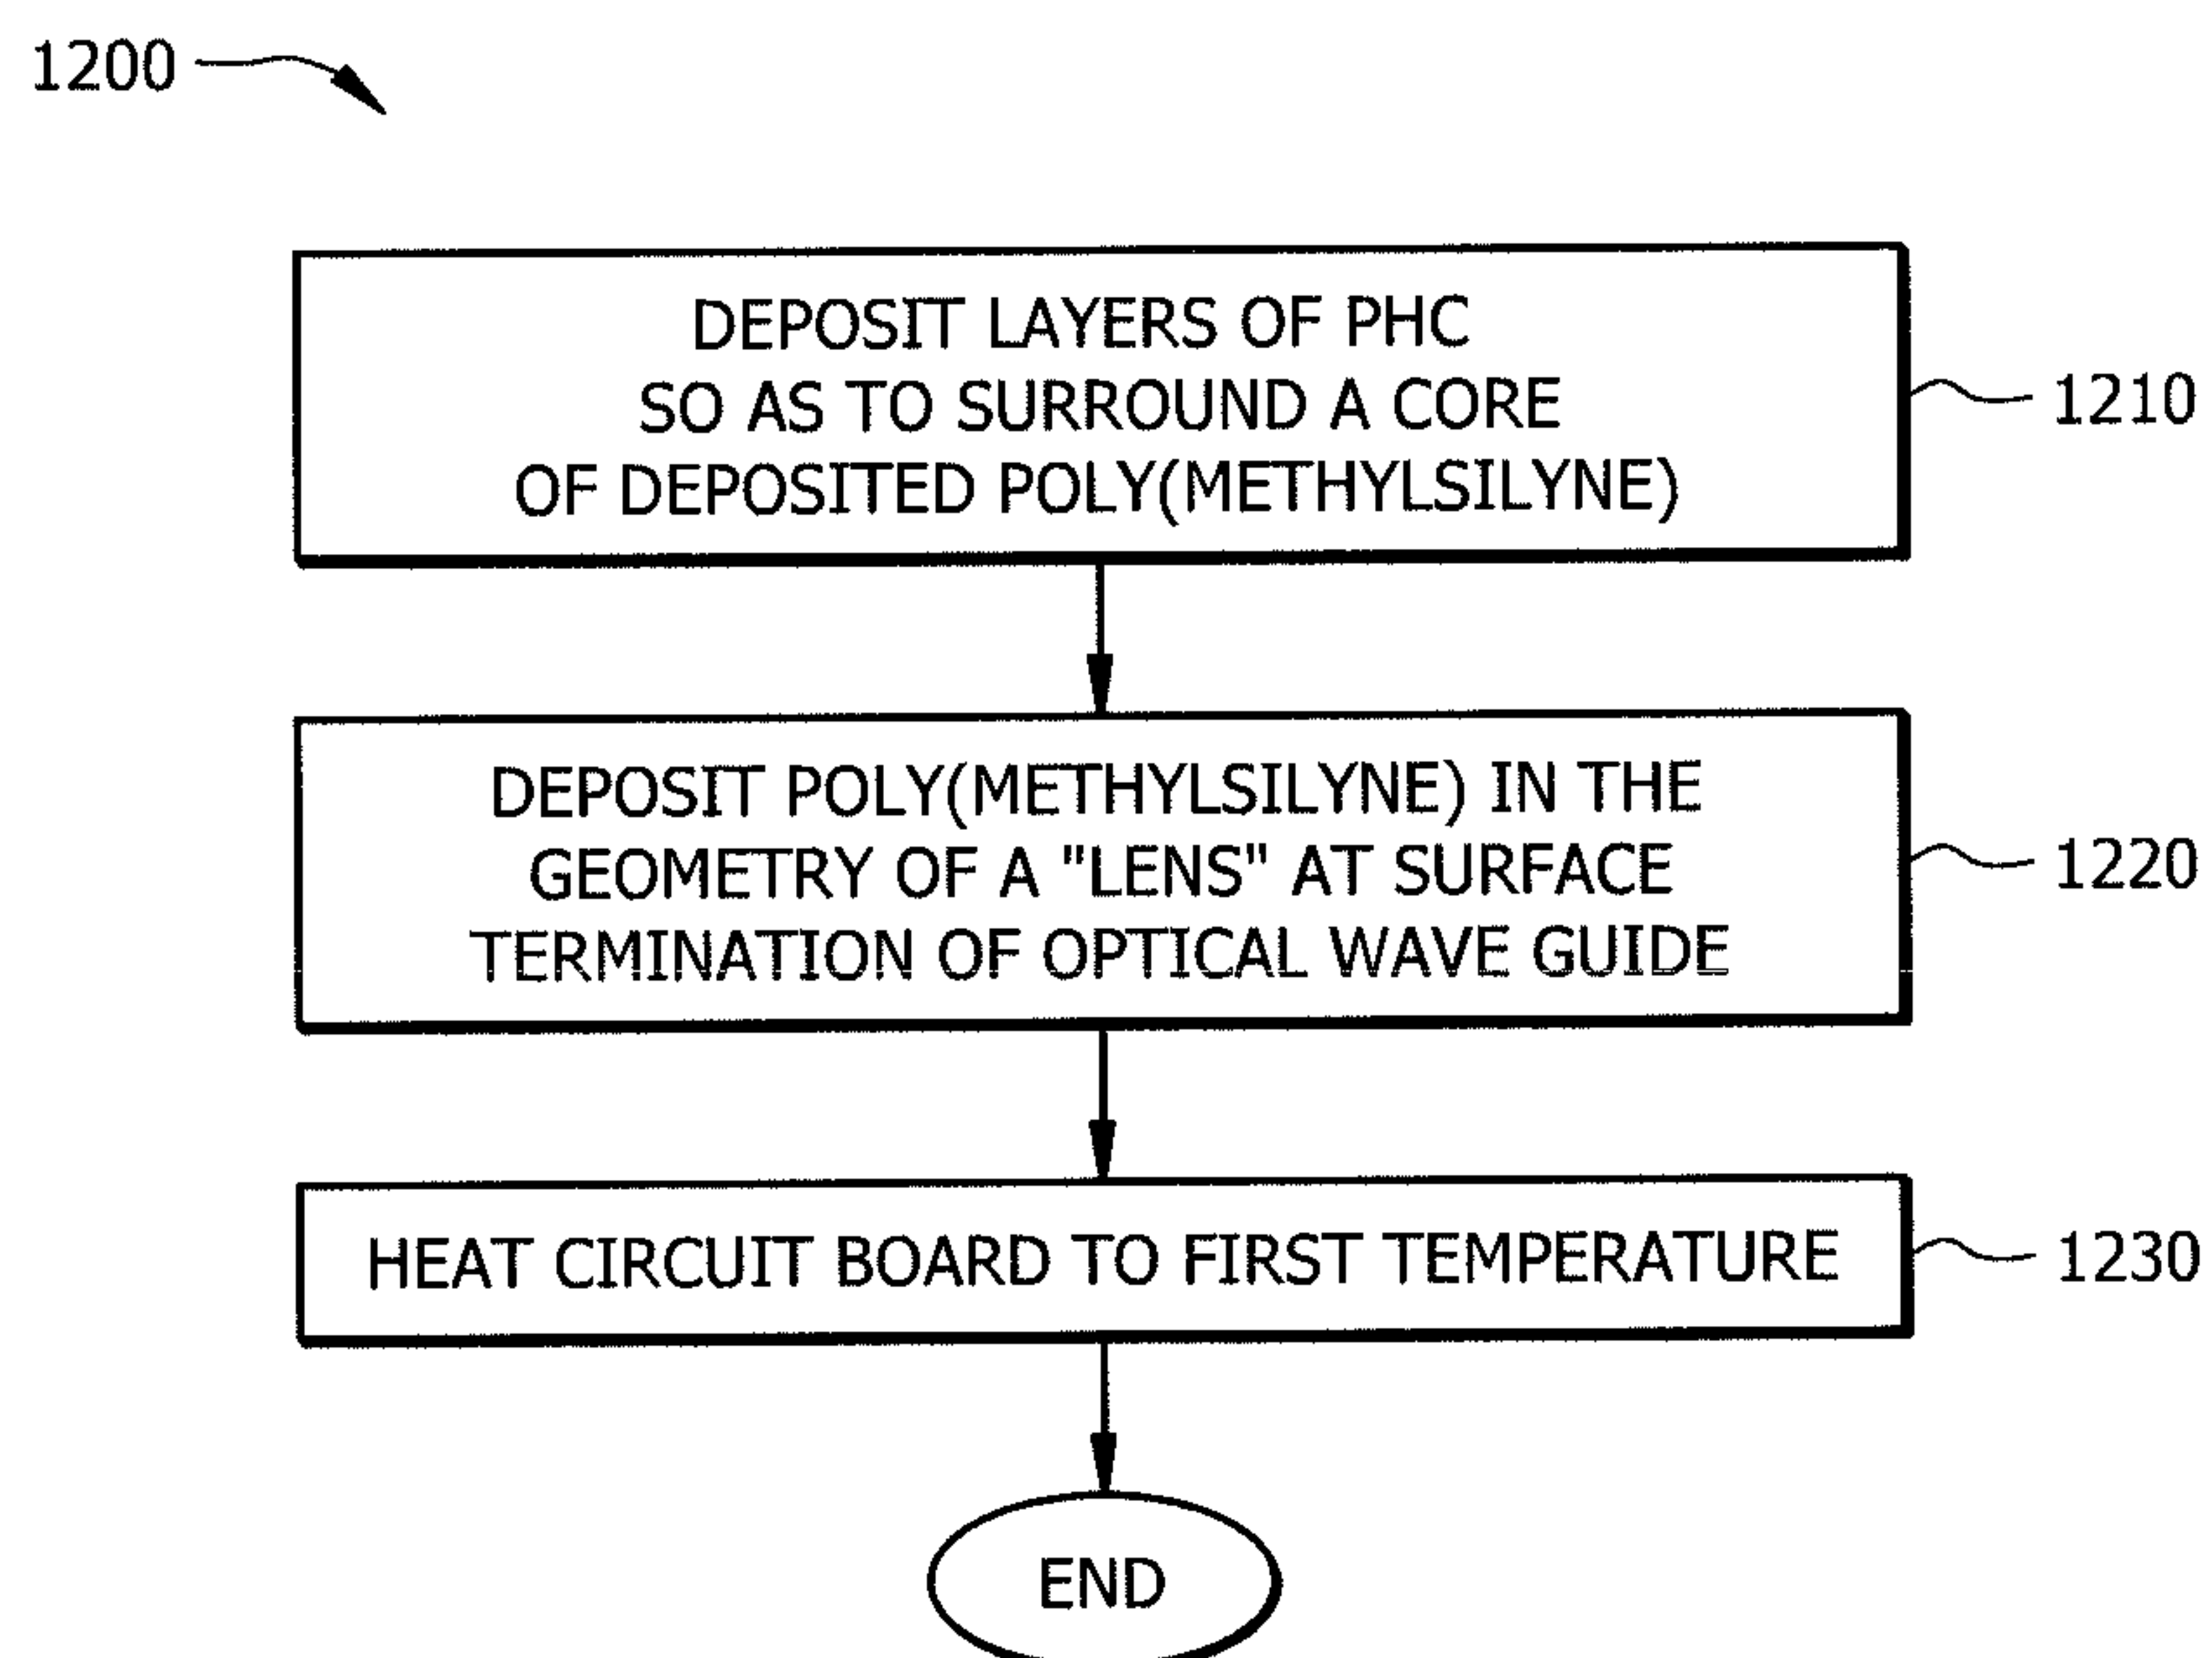 1200
DEPOSIT LAYERS OF PHC
SO AS TO SURROUND A CORE
OF DEPOSITED POLY(METHYLSILYNE)
1210
DEPOSIT POLY(METHYLSILYNE) IN THE
GEOMETRY OF A "LENS" AT SURFACE
TERMINATION OF OPTICAL WAVE GUIDE
1220
HEAT CIRCUIT BOARD TO FIRST TEMPERATURE
1230
END